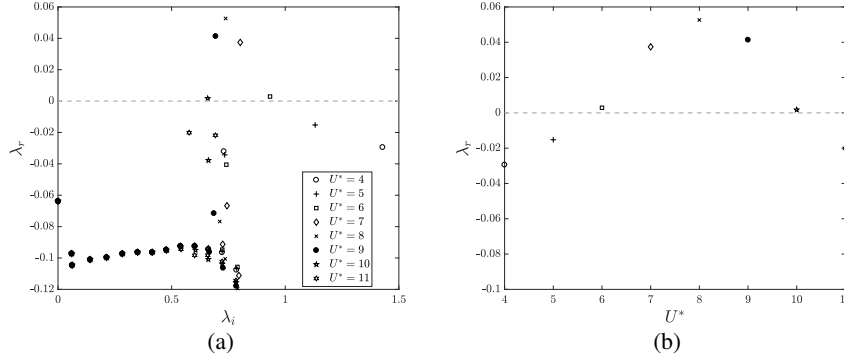 0.06
0.04
0.02
0
-0.02
-0.04
-0.06
-0.08
-0.1
-0.12
λr
0 0.5 1 1.5
λi
U* = 4
U* = 5
U* = 6
U* = 7
U* = 8
U* = 9
U* = 10
U* = 11
(a)
0.06
0.04
0.02
0
-0.02
-0.04
-0.06
-0.08
-0.1
λr
4 5 6 7 8 9 10 11
U*
(b)